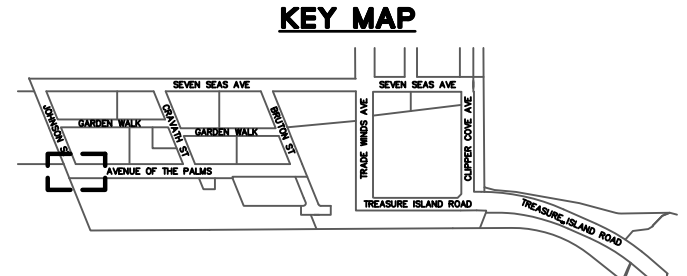 KEY MAP
SEVEN SEAS AVE
SEVEN SEAS AVE
JOHNSON ST
GARDEN WALK
CRAVATH ST
GARDEN WALK
BRUTON ST
TRADE WINDS AVE
CLIPPER COVE AVE
AVENUE OF THE PALMS
TREASURE ISLAND ROAD
TREASURE ISLAND ROAD